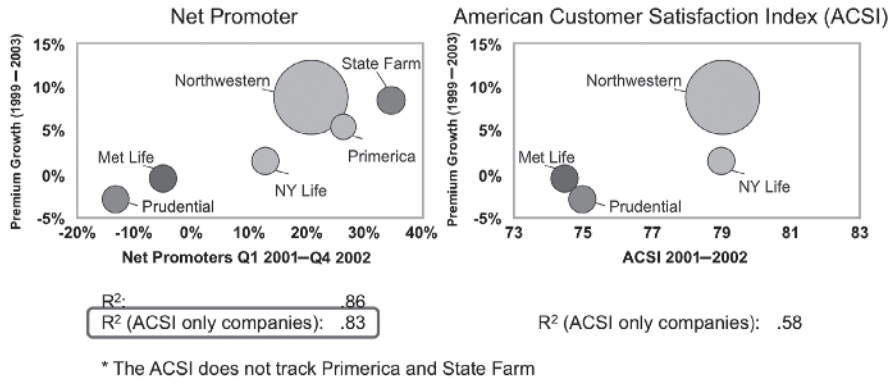 Net Promoter
Premium Growth (1999 – 2003)
15%
10%
5%
0%
-5%
Northwestern
State Farm
Primerica
Met Life
NY Life
Prudential
-20% -10% 0% 10% 20% 30% 40%
Net Promoters Q1 2001–Q4 2002
R²: .86
R² (ACSI only companies): .83
American Customer Satisfaction Index (ACSI)
Premium Growth (1999 – 2003)
15%
10%
5%
0%
-5%
Northwestern
Met Life
NY Life
Prudential
73 75 77 79 81 83
ACSI 2001–2002
R² (ACSI only companies): .58
* The ACSI does not track Primerica and State Farm